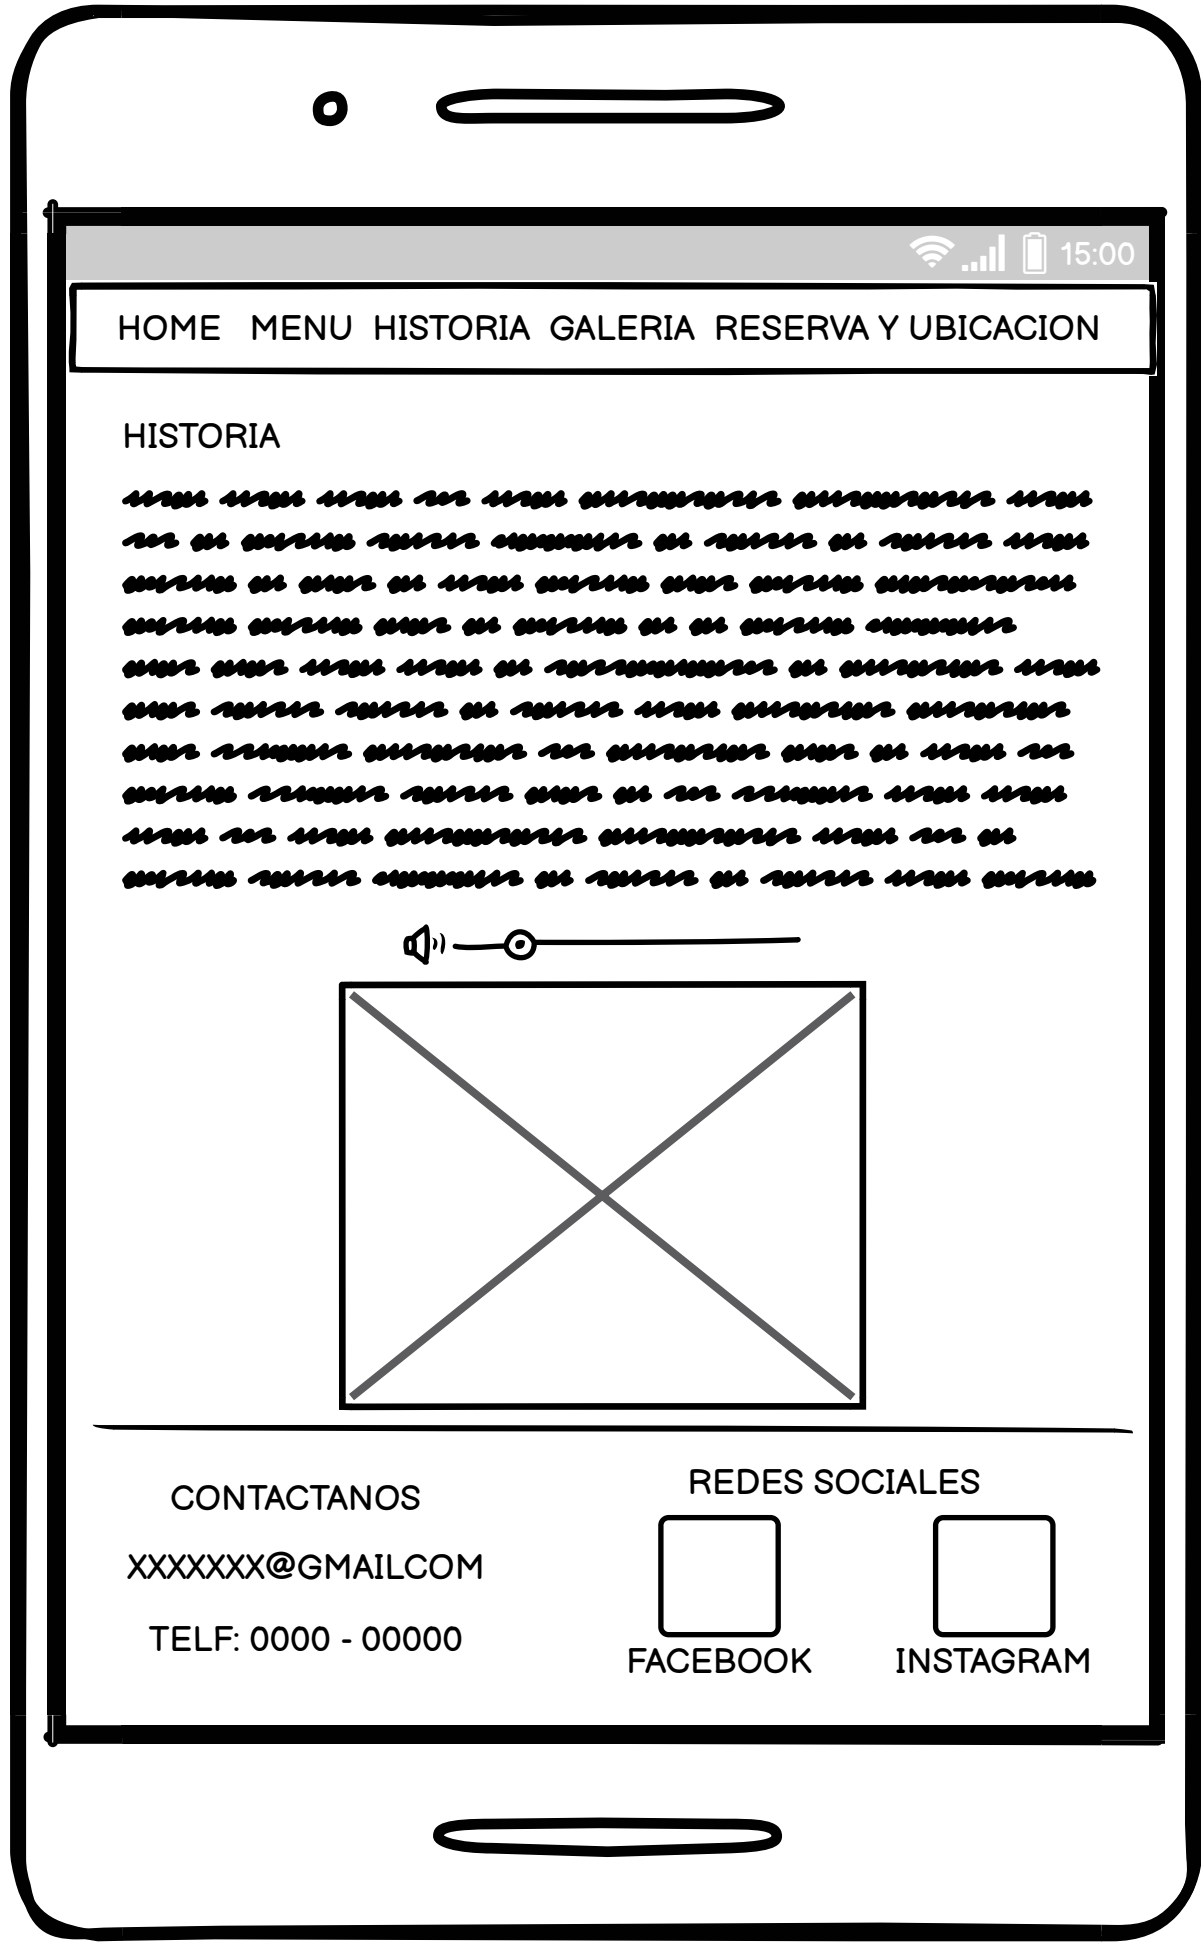 15:00
HOME MENU HISTORIA GALERIA RESERVA Y UBICACION
HISTORIA
CONTACTANOS
XXXXXXX@GMAILCOM
TELF: 0000 - 00000
REDES SOCIALES
FACEBOOK INSTAGRAM